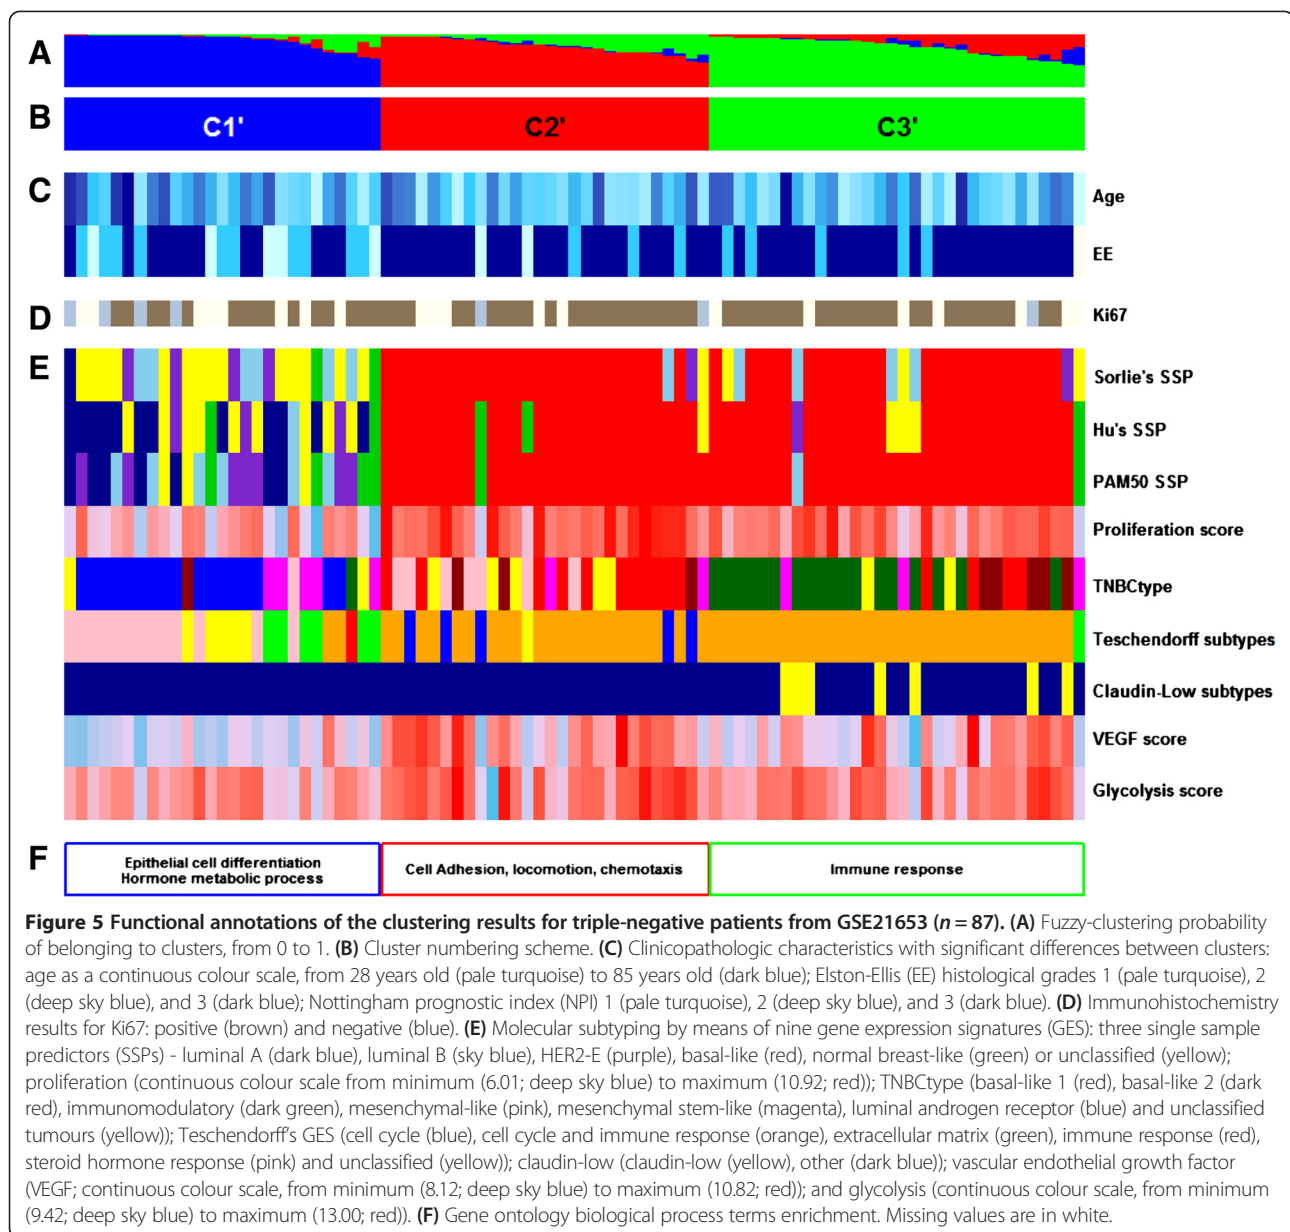 A
B
C1'
C2'
C3'
C
Age
EE
D
Ki67
E
Sorlie's SSP
Hu's SSP
PAM50 SSP
Proliferation score
TNBCtype
Teschendorff subtypes
Claudin-Low subtypes
VEGF score
Glycolysis score
F
Epithelial cell differentiation
Hormone metabolic process
Cell Adhesion, locomotion, chemotaxis
Immune response
Figure 5 Functional annotations of the clustering results for triple-negative patients from GSE21653 (n = 87). (A) Fuzzy-clustering probability
of belonging to clusters, from 0 to 1. (B) Cluster numbering scheme. (C) Clinicopathologic characteristics with significant differences between clusters:
age as a continuous colour scale, from 28 years old (pale turquoise) to 85 years old (dark blue); Elston-Ellis (EE) histological grades 1 (pale turquoise), 2
(deep sky blue), and 3 (dark blue); Nottingham prognostic index (NPI) 1 (pale turquoise), 2 (deep sky blue), and 3 (dark blue). (D) Immunohistochemistry
results for Ki67: positive (brown) and negative (blue). (E) Molecular subtyping by means of nine gene expression signatures (GES): three single sample
predictors (SSPs) - luminal A (dark blue), luminal B (sky blue), HER2-E (purple), basal-like (red), normal breast-like (green) or unclassified (yellow);
proliferation (continuous colour scale from minimum (6.01; deep sky blue) to maximum (10.92; red)); TNBCtype (basal-like 1 (red), basal-like 2 (dark
red), immunomodulatory (dark green), mesenchymal-like (pink), mesenchymal stem-like (magenta), luminal androgen receptor (blue) and unclassified
tumours (yellow)); Teschendorff's GES (cell cycle (blue), cell cycle and immune response (orange), extracellular matrix (green), immune response (red),
steroid hormone response (pink) and unclassified (yellow)); claudin-low (claudin-low (yellow), other (dark blue)); vascular endothelial growth factor
(VEGF; continuous colour scale, from minimum (8.12; deep sky blue) to maximum (10.82; red)); and glycolysis (continuous colour scale, from minimum
(9.42; deep sky blue) to maximum (13.00; red)). (F) Gene ontology biological process terms enrichment. Missing values are in white.